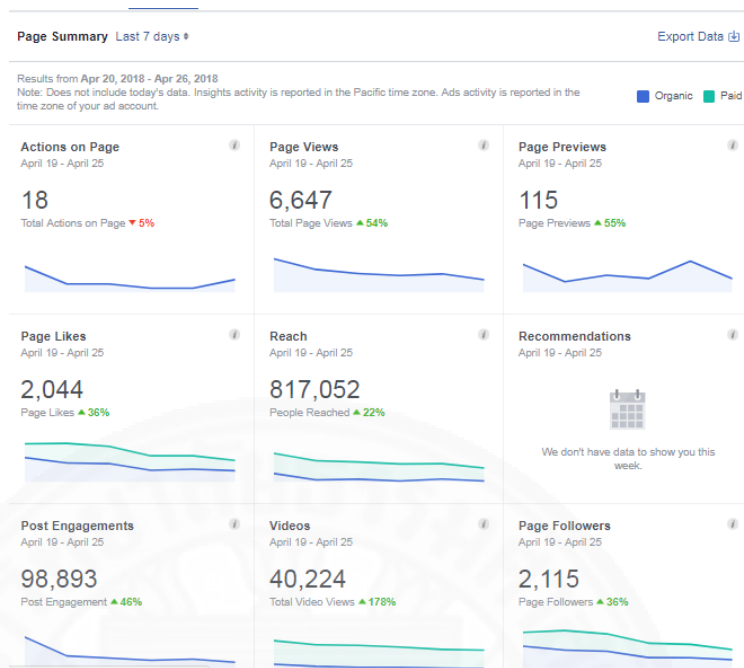 Page Summary Last 7 days
Export Data
Results from Apr 20, 2018 - Apr 26, 2018
Note: Does not include today's data. Insights activity is reported in the Pacific time zone. Ads activity is reported in the
time zone of your ad account.
Organic Paid
Actions on Page i
April 19 - April 25
18
Total Actions on Page ▼ 5%
Page Views i
April 19 - April 25
6,647
Total Page Views ▲ 54%
Page Previews i
April 19 - April 25
115
Page Previews ▲ 55%
Page Likes i
April 19 - April 25
2,044
Page Likes ▲ 36%
Reach i
April 19 - April 25
817,052
People Reached ▲ 22%
Recommendations i
April 19 - April 25
We don't have data to show you this
week.
Post Engagements i
April 19 - April 25
98,893
Post Engagement ▲ 46%
Videos i
April 19 - April 25
40,224
Total Video Views ▲ 178%
Page Followers i
April 19 - April 25
2,115
Page Followers ▲ 36%